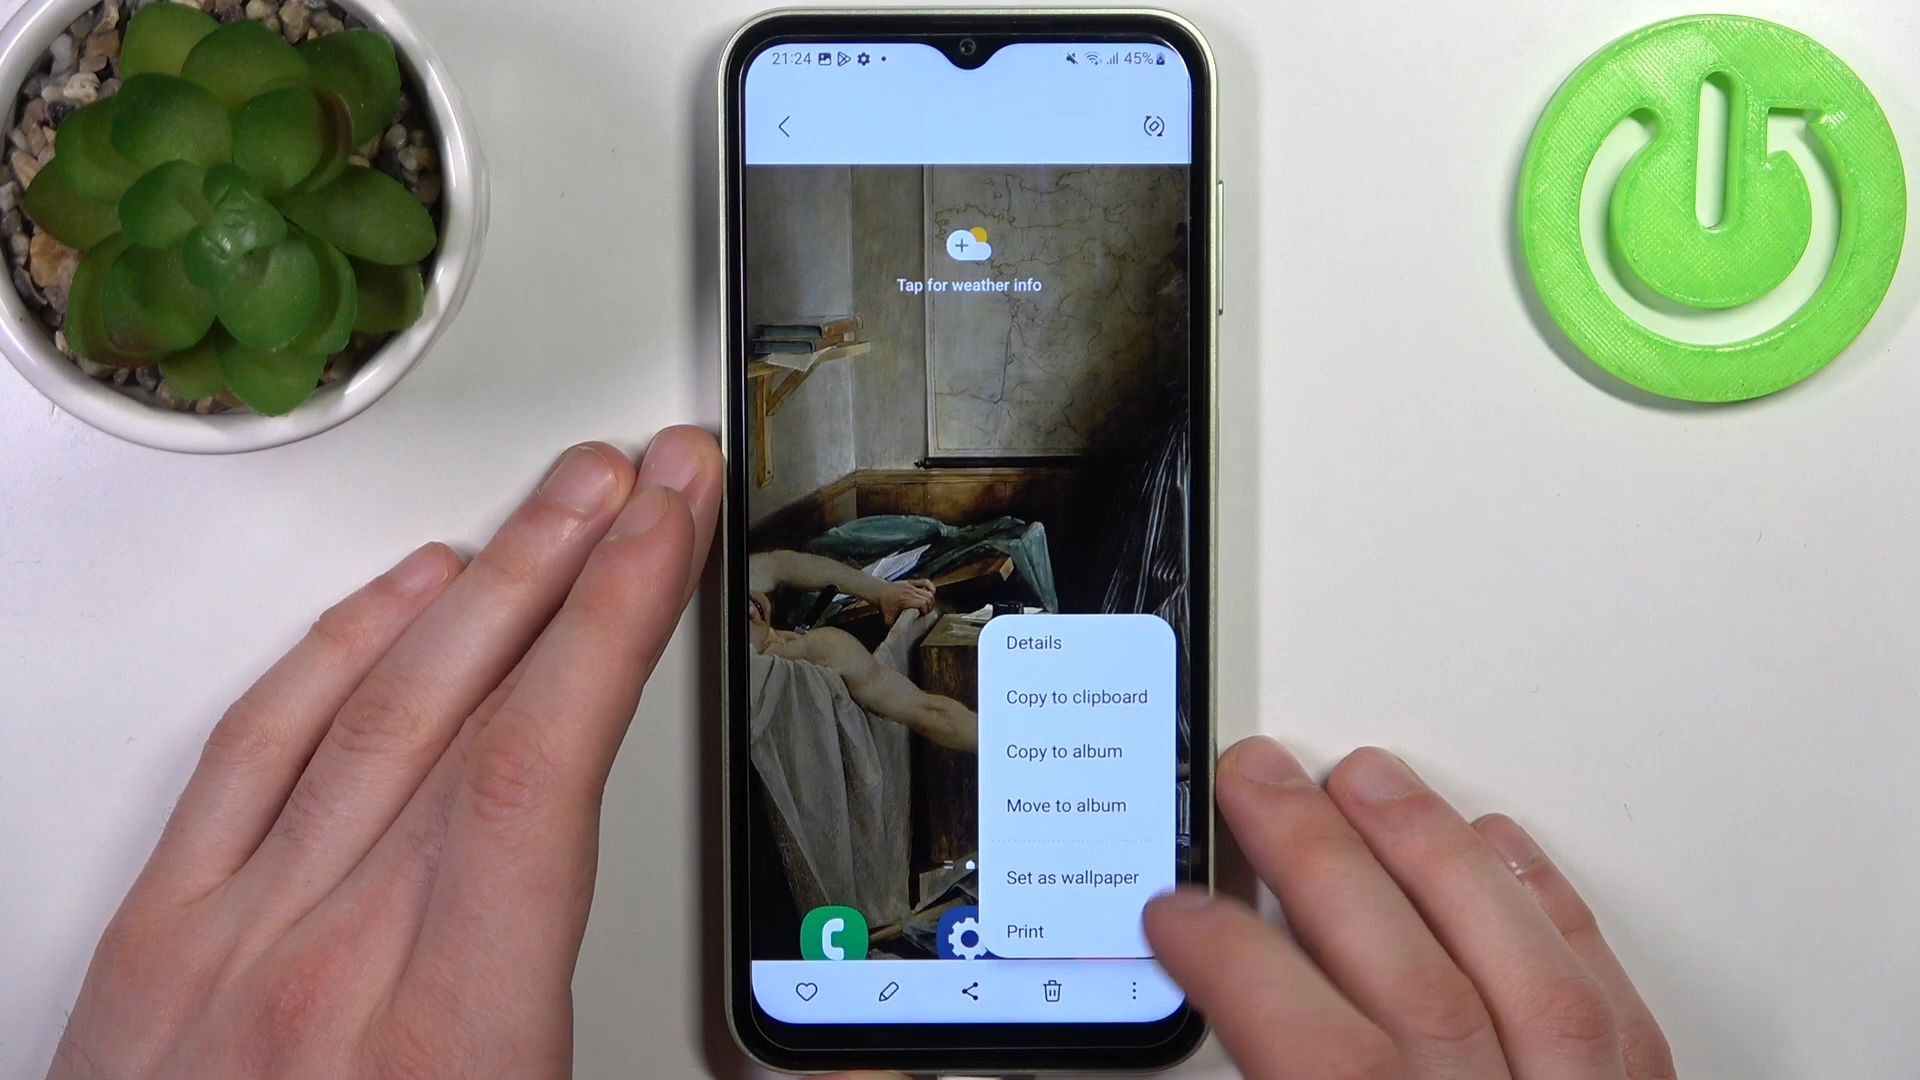 21:24 45%
Tap for weather info
Details
Copy to clipboard
Copy to album
Move to album
Set as wallpaper
Print